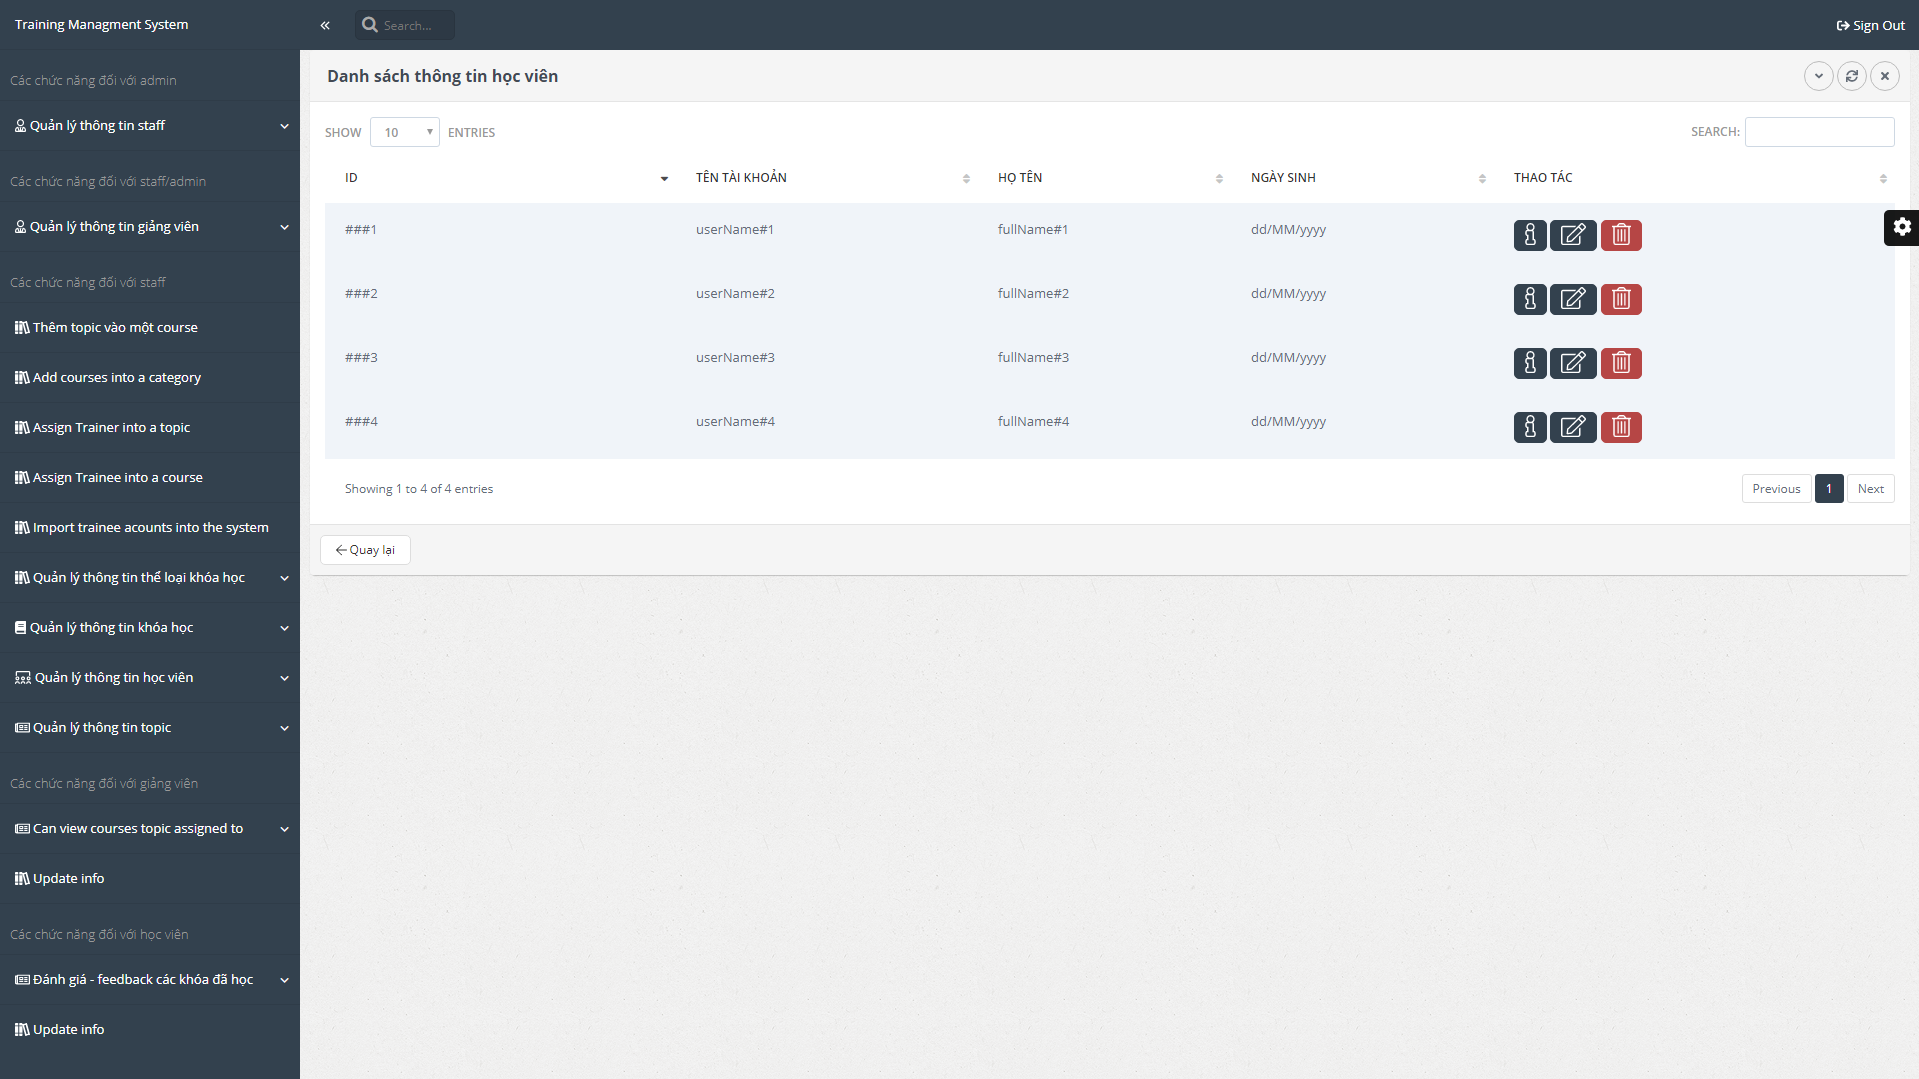 Training Managment System
Search...
Sign Out
Các chức năng đối với admin
Quản lý thông tin staff
Các chức năng đối với staff/admin
Quản lý thông tin giảng viên
Các chức năng đối với staff
Thêm topic vào một course
Add courses into a category
Assign Trainer into a topic
Assign Trainee into a course
Import trainee acounts into the system
Quản lý thông tin thể loại khóa học
Quản lý thông tin khóa học
Quản lý thông tin học viên
Quản lý thông tin topic
Các chức năng đối với giảng viên
Can view courses topic assigned to
Update info
Các chức năng đối với học viên
Đánh giá - feedback các khóa đã học
Update info
Danh sách thông tin học viên
SHOW 10 ENTRIES SEARCH:
ID TÊN TÀI KHOẢN HỌ TÊN NGÀY SINH THAO TÁC
###1 userName#1 fullName#1 dd/MM/yyyy
###2 userName#2 fullName#2 dd/MM/yyyy
###3 userName#3 fullName#3 dd/MM/yyyy
###4 userName#4 fullName#4 dd/MM/yyyy
Showing 1 to 4 of 4 entries Previous 1 Next
Quay lại